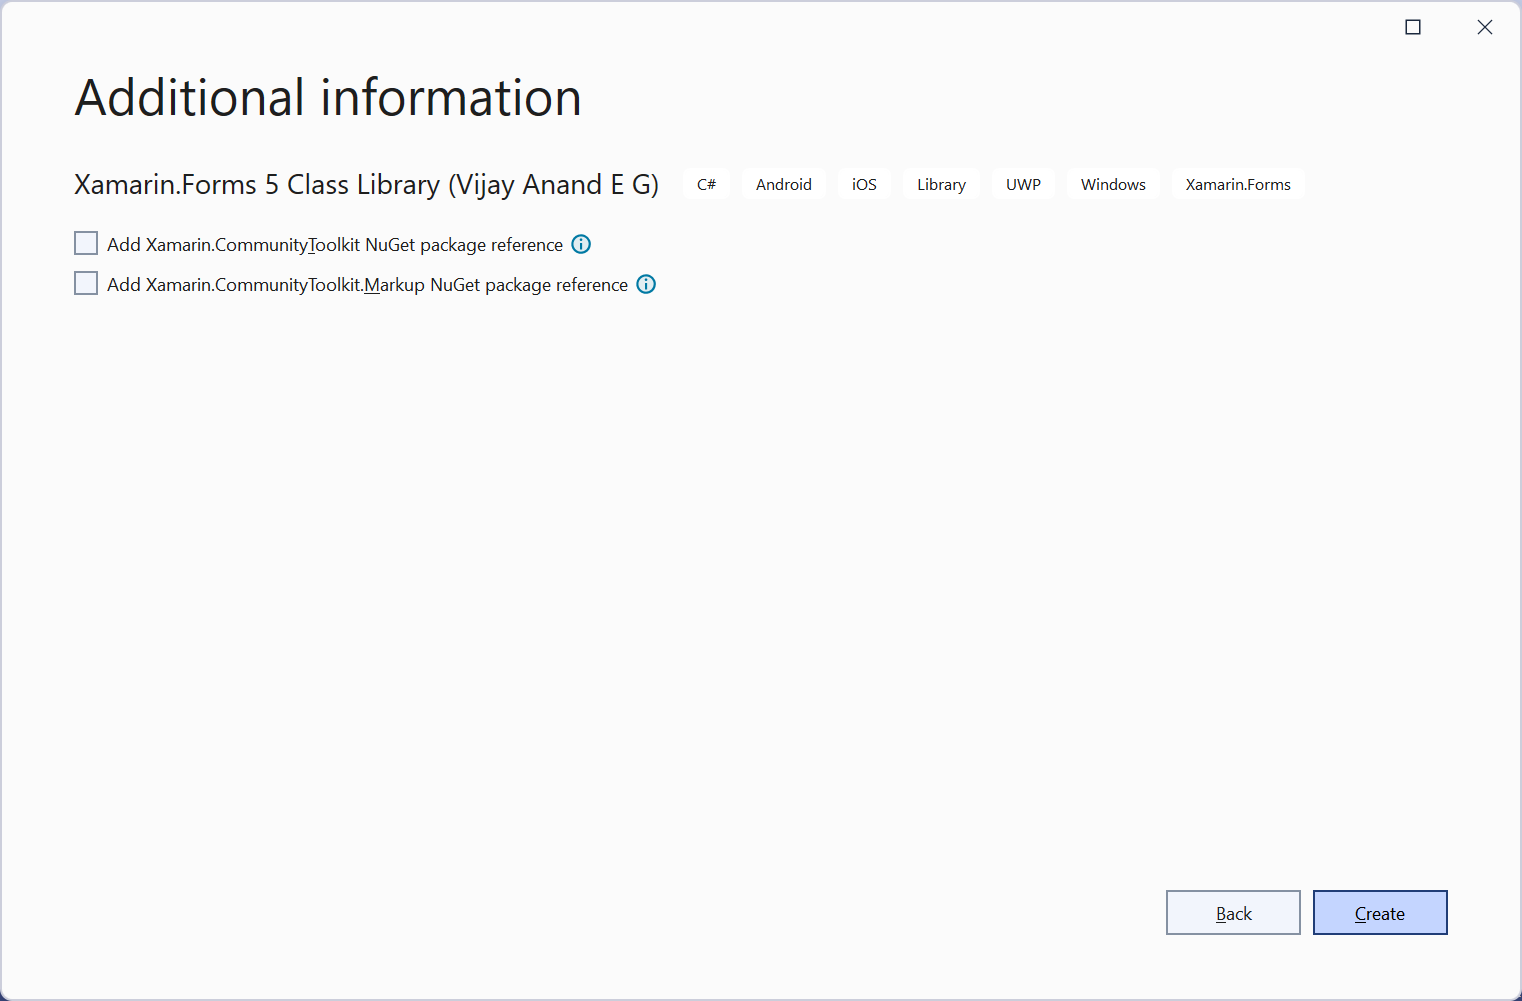 Additional information
Xamarin.Forms 5 Class Library (Vijay Anand E G) C# Android iOS Library UWP Windows Xamarin.Forms
Add Xamarin.CommunityToolkit NuGet package reference
Add Xamarin.CommunityToolkit.Markup NuGet package reference
Back Create